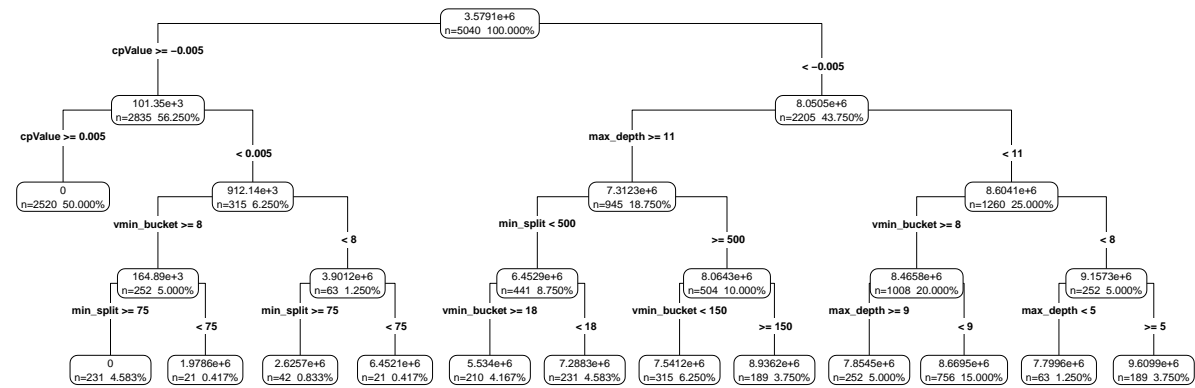 3.5791e+6
n=5040 100.000%
cpValue >= −0.005
< −0.005
101.35e+3
n=2835 56.250%
8.0505e+6
n=2205 43.750%
cpValue >= 0.005
< 0.005
max_depth >= 11
< 11
0
n=2520 50.000%
912.14e+3
n=315 6.250%
7.3123e+6
n=945 18.750%
8.6041e+6
n=1260 25.000%
vmin_bucket >= 8
< 8
min_split < 500
>= 500
vmin_bucket >= 8
< 8
164.89e+3
n=252 5.000%
3.9012e+6
n=63 1.250%
6.4529e+6
n=441 8.750%
8.0643e+6
n=504 10.000%
8.4658e+6
n=1008 20.000%
9.1573e+6
n=252 5.000%
min_split >= 75
< 75
min_split >= 75
< 75
vmin_bucket >= 18
< 18
vmin_bucket < 150
>= 150
max_depth >= 9
< 9
max_depth < 5
>= 5
0
n=231 4.583%
1.9786e+6
n=21 0.417%
2.6257e+6
n=42 0.833%
6.4521e+6
n=21 0.417%
5.534e+6
n=210 4.167%
7.2883e+6
n=231 4.583%
7.5412e+6
n=315 6.250%
8.9362e+6
n=189 3.750%
7.8545e+6
n=252 5.000%
8.6695e+6
n=756 15.000%
7.7996e+6
n=63 1.250%
9.6099e+6
n=189 3.750%